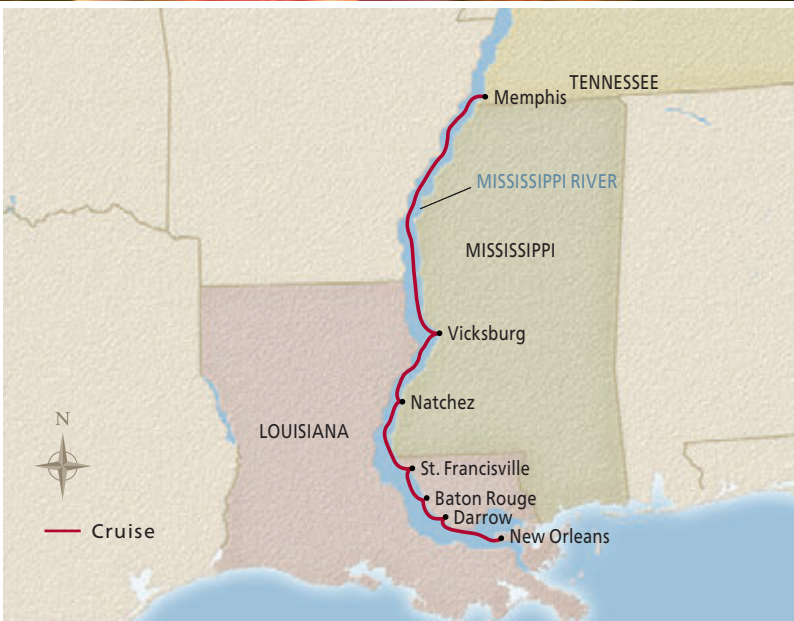 TENNESSEE
Memphis
MISSISSIPPI RIVER
MISSISSIPPI
Vicksburg
Natchez
LOUISIANA
N
St. Francisville
Baton Rouge
Darrow
Cruise
New Orleans